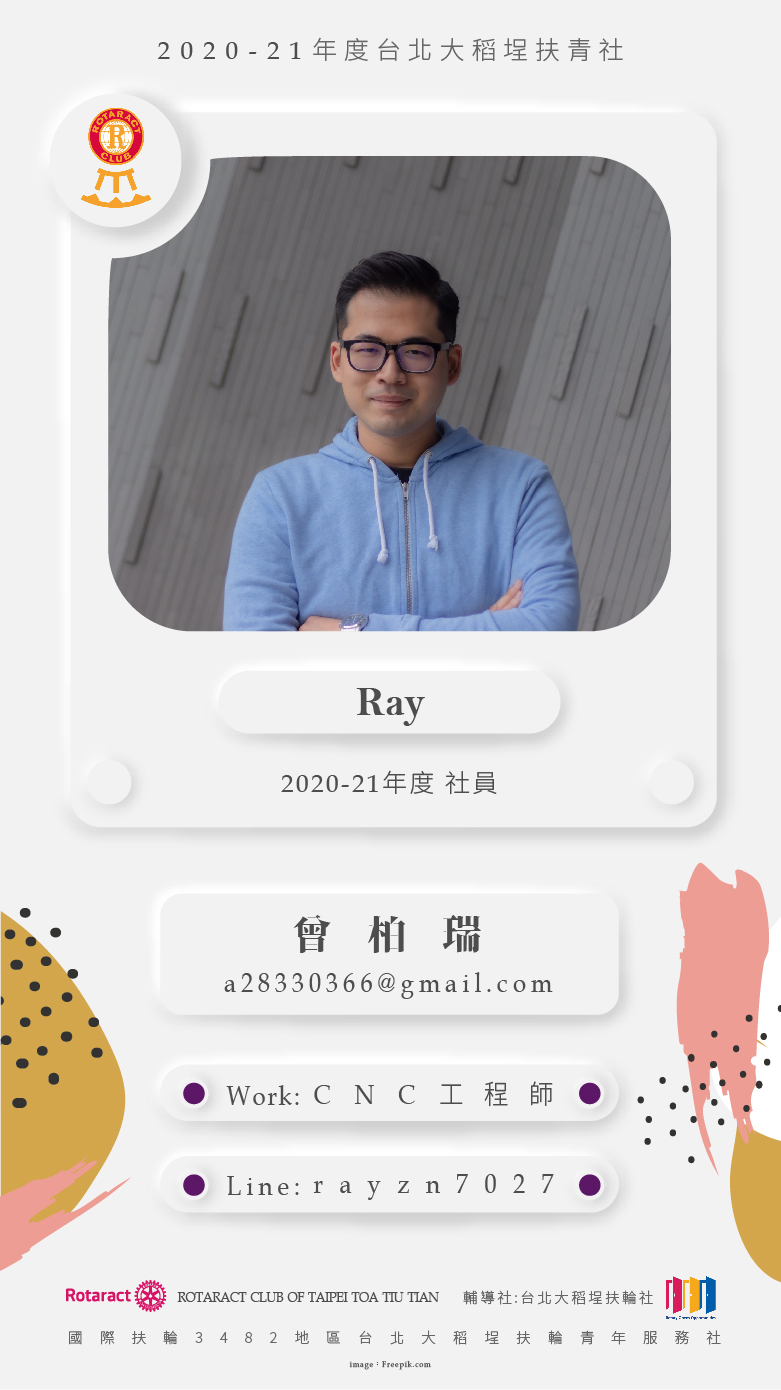 2020-21年度台北大稻埕扶青社
ROTARACT
R
CLUB
Ray
2020-21年度 社員
曾柏瑞
a28330366@gmail.com
Work: CNC工程師
Line: rayzn7027
Rotaract ROTARACT CLUB OF TAIPEI TOA TIU TIAN 輔導社:台北大稻埕扶輪社
Rotary Opens Opportunities
國際扶輪3482地區台北大稻埕扶輪青年服務社
image : Freepik.com